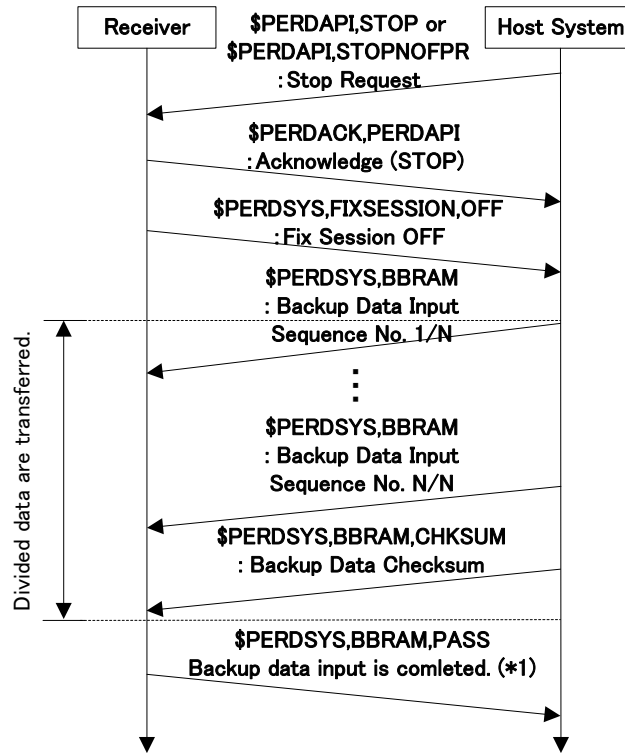 Receiver
Host System
$PERDAPI,STOP or
$PERDAPI,STOPNOFPR
:Stop Request
$PERDACK,PERDAPI
:Acknowledge (STOP)
$PERDSYS,FIXSESSION,OFF
:Fix Session OFF
$PERDSYS,BBRAM
: Backup Data Input
Sequence No. 1/N
Divided data are transferred.
$PERDSYS,BBRAM
: Backup Data Input
Sequence No. N/N
$PERDSYS,BBRAM,CHKSUM
: Backup Data Checksum
$PERDSYS,BBRAM,PASS
Backup data input is comleted. (*1)